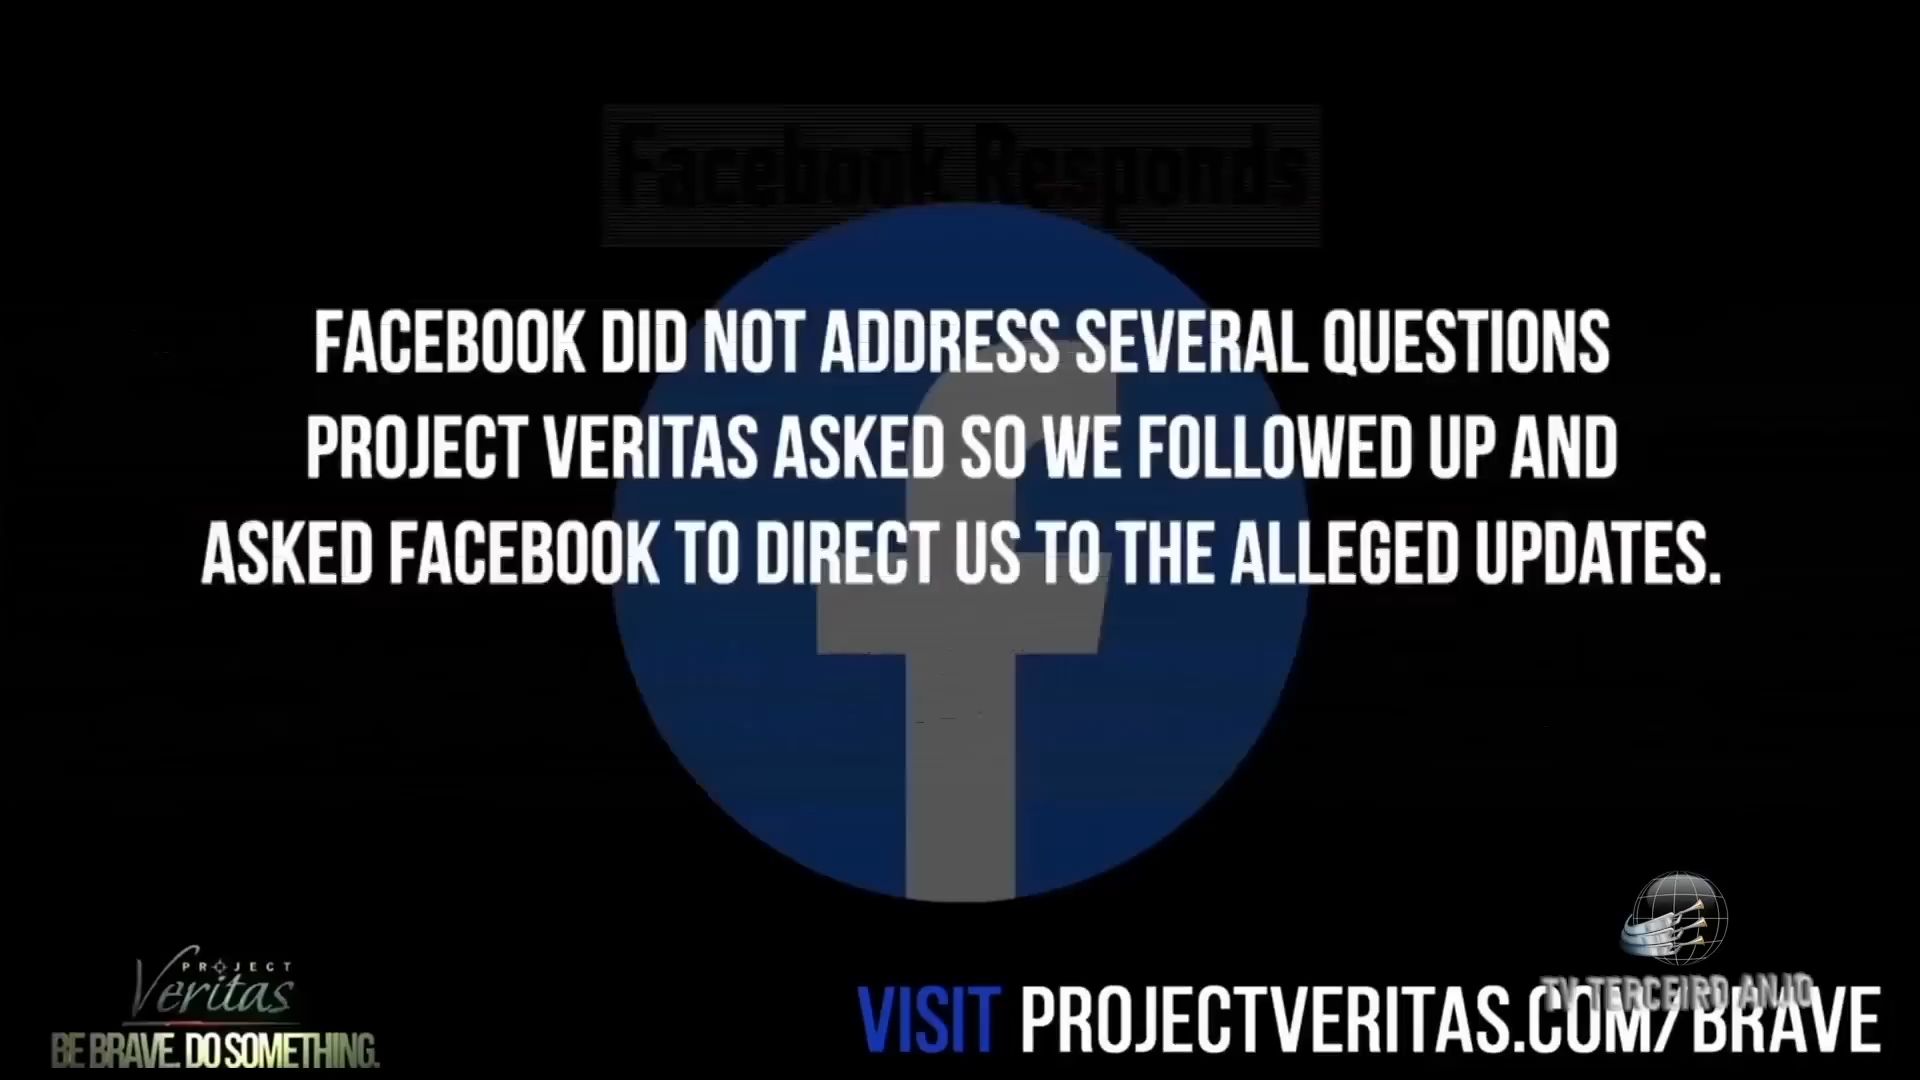 Facebook Responds
FACEBOOK DID NOT ADDRESS SEVERAL QUESTIONS
PROJECT VERITAS ASKED SO WE FOLLOWED UP AND
ASKED FACEBOOK TO DIRECT US TO THE ALLEGED UPDATES.
PROJECT
Veritas
BE BRAVE. DO SOMETHING.
TV TERCEIRO ANJO
VISIT PROJECTVERITAS.COM/BRAVE